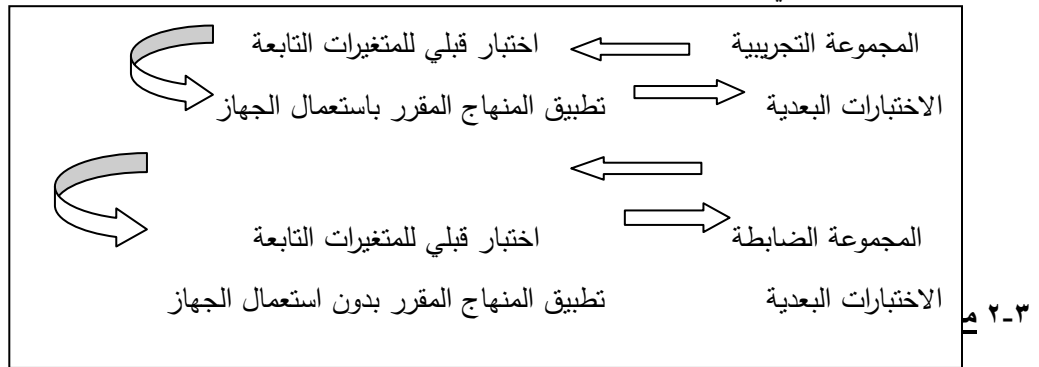 المجموعة التجريبية اختبار قبلي للمتغيرات التابعة
الاختبارات البعدية تطبيق المنهاج المقرر باستعمال الجهاز
المجموعة الضابطة اختبار قبلي للمتغيرات التابعة
الاختبارات البعدية تطبيق المنهاج المقرر بدون استعمال الجهاز
٣-٢